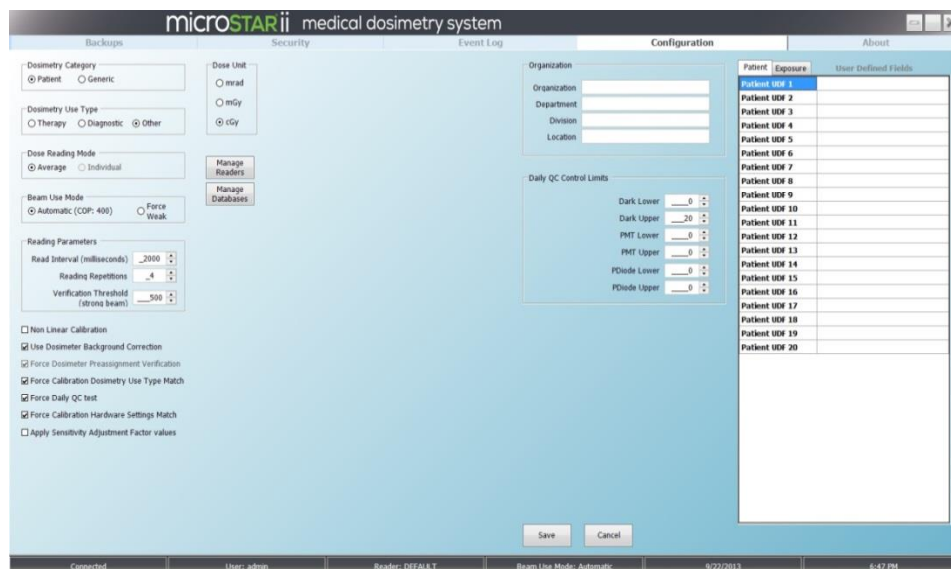 microSTARii medical dosimetry system
Backups Security Event Log Configuration About
Dosimetry Category
Patient Generic
Dosimetry Use Type
Therapy Diagnostic Other
Dose Reading Mode
Average Individual
Beam Use Mode
Automatic (COP: 400) Force Weak
Reading Parameters
Read Interval (milliseconds) _2000
Reading Repetitions _4
Verification Threshold (strong beam) ___500
Non Linear Calibration
Use Dosimeter Background Correction
Force Dosimeter Preassignment Verification
Force Calibration Dosimetry Use Type Match
Force Daily QC test
Force Calibration Hardware Settings Match
Apply Sensitivity Adjustment Factor values
Dose Unit
mrad
mGy
cGy
Manage Readers
Manage Databases
Organization
Organization
Department
Division
Location
Daily QC Control Limits
Dark Lower ____0
Dark Upper ___20
PMT Lower ____0
PMT Upper ____0
PDiode Lower ____0
PDiode Upper ____0
Save Cancel
Patient Exposure User Defined Fields
Patient UDF 1
Patient UDF 2
Patient UDF 3
Patient UDF 4
Patient UDF 5
Patient UDF 6
Patient UDF 7
Patient UDF 8
Patient UDF 9
Patient UDF 10
Patient UDF 11
Patient UDF 12
Patient UDF 13
Patient UDF 14
Patient UDF 15
Patient UDF 16
Patient UDF 17
Patient UDF 18
Patient UDF 19
Patient UDF 20
Connected User: admin Reader: DEFAULT Beam Use Mode: Automatic 9/22/2013 6:47 PM